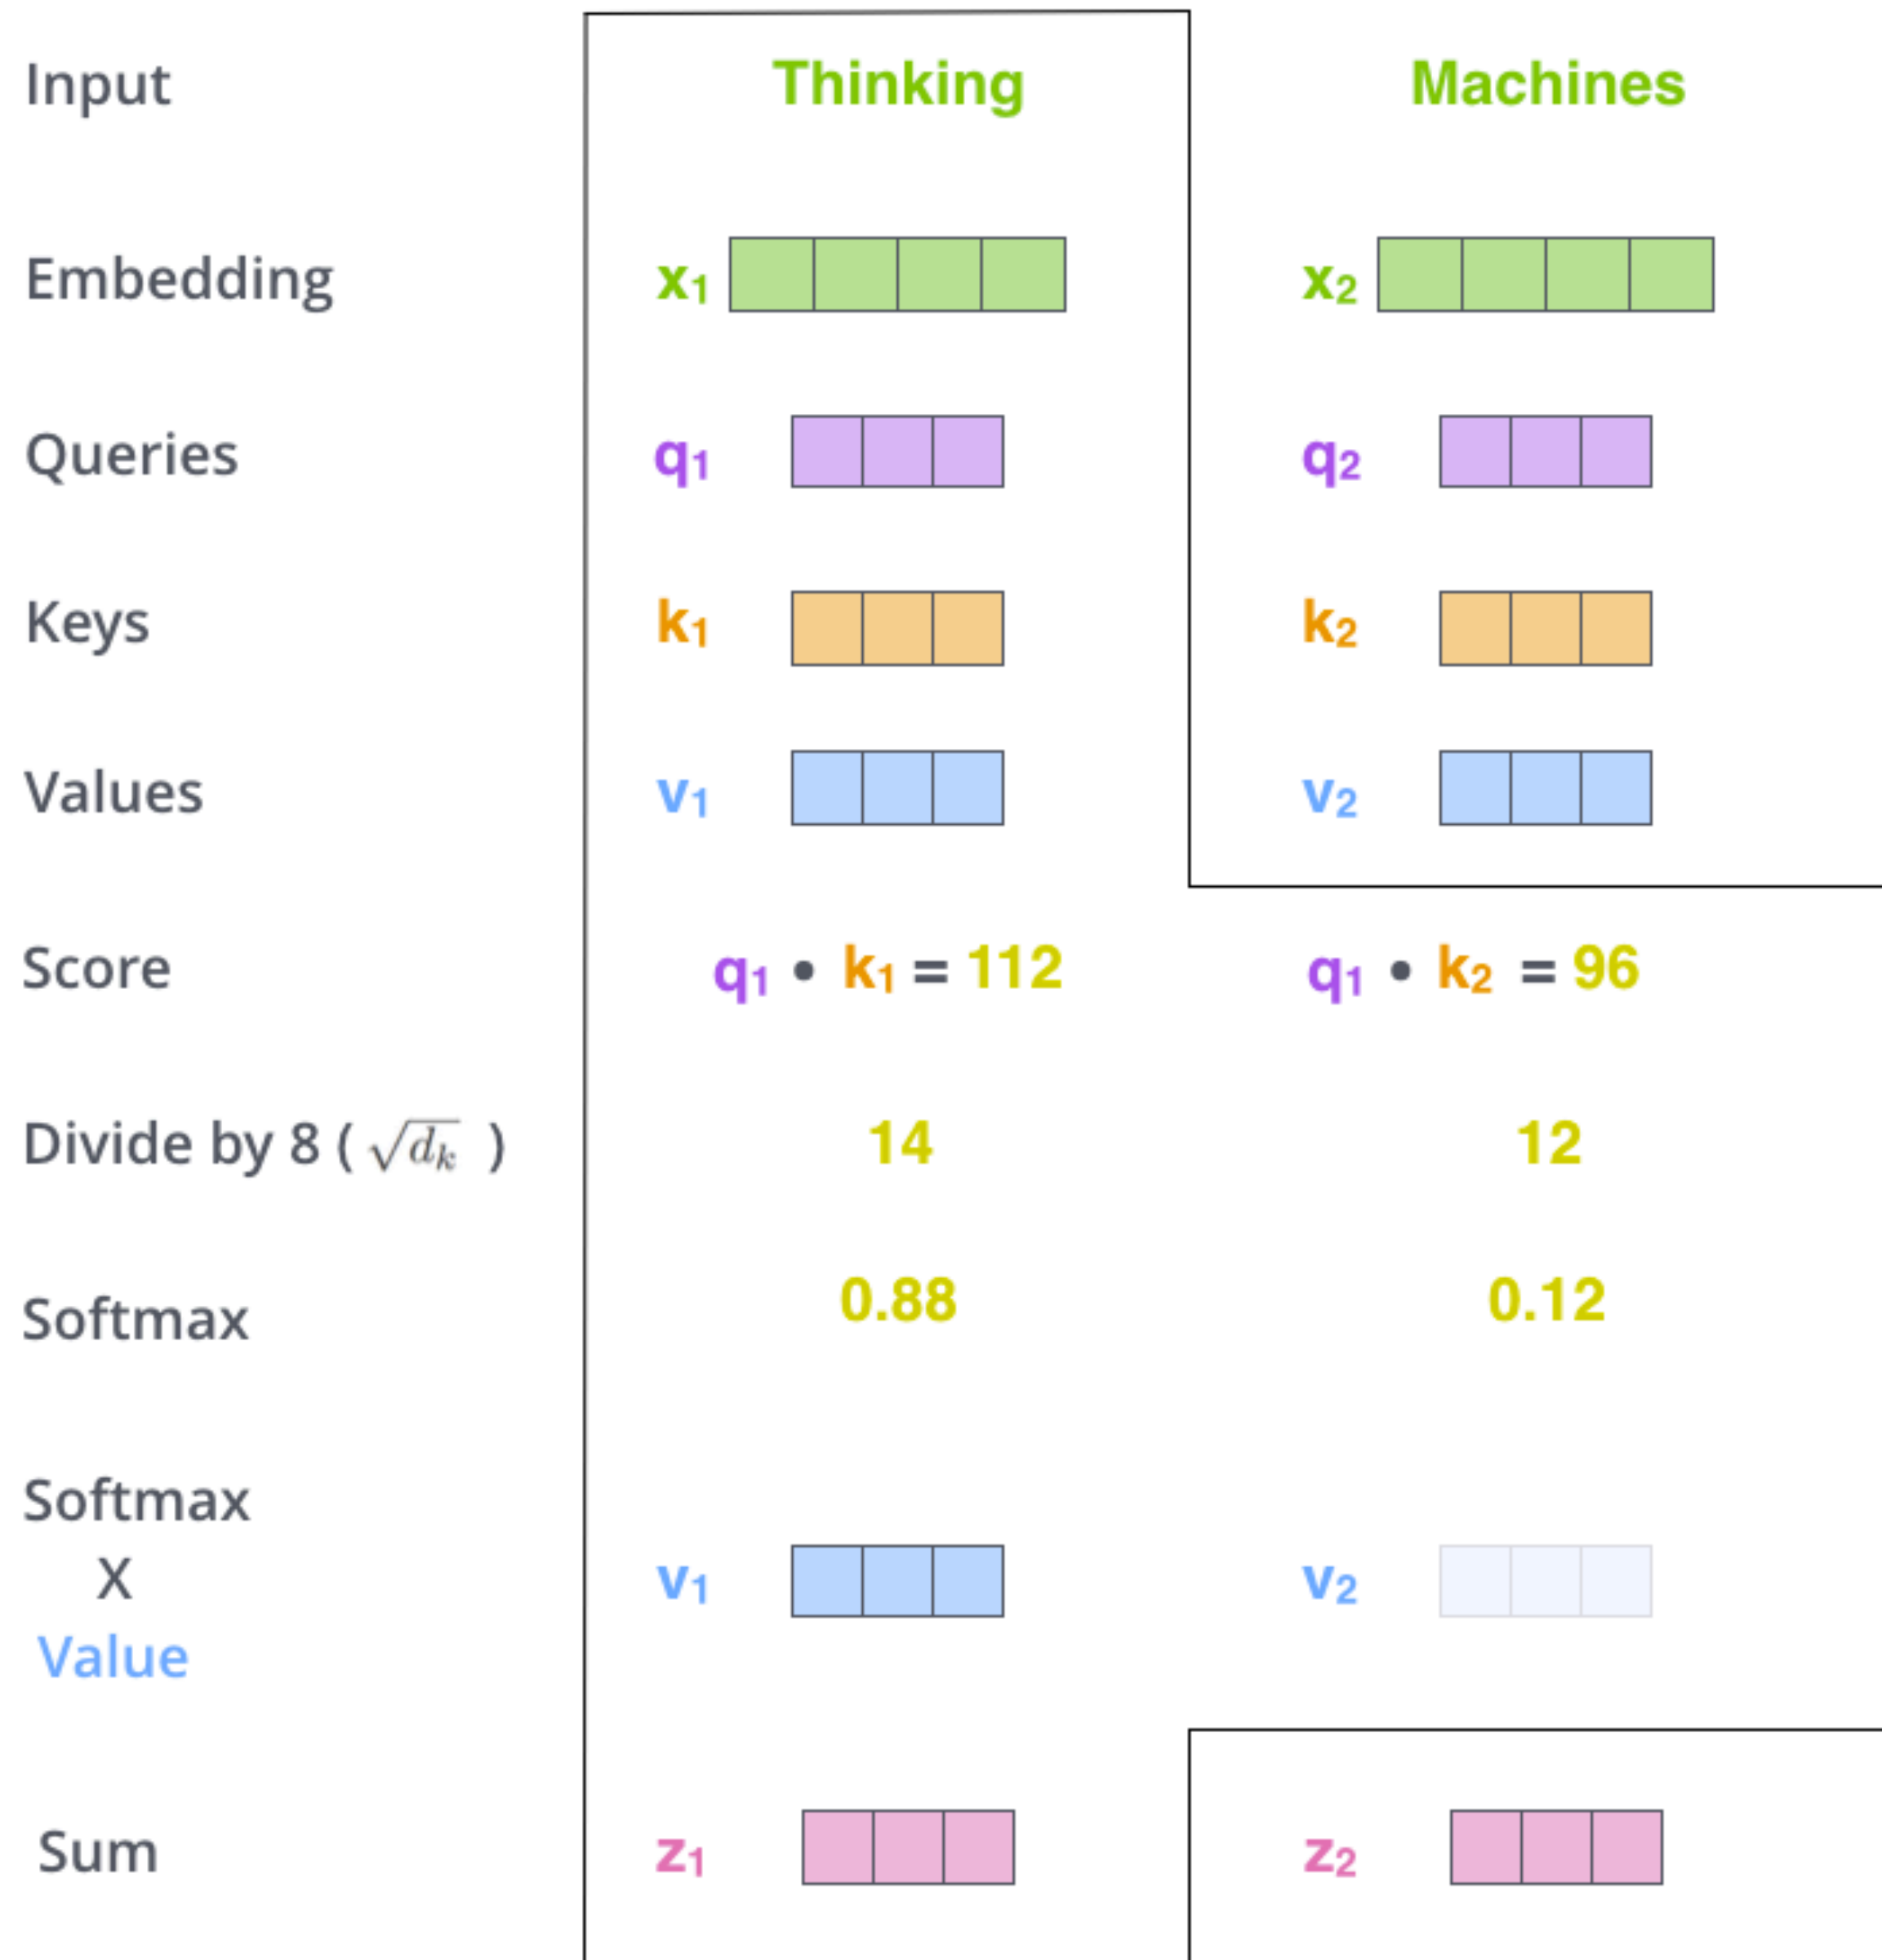 Input Thinking Machines
Embedding x₁ x₂
Queries q₁ q₂
Keys k₁ k₂
Values v₁ v₂
Score q₁ • k₁ = 112 q₁ • k₂ = 96
Divide by 8 ( √dₖ ) 14 12
Softmax 0.88 0.12
Softmax
X
v₁ v₂
Value
Sum z₁ z₂